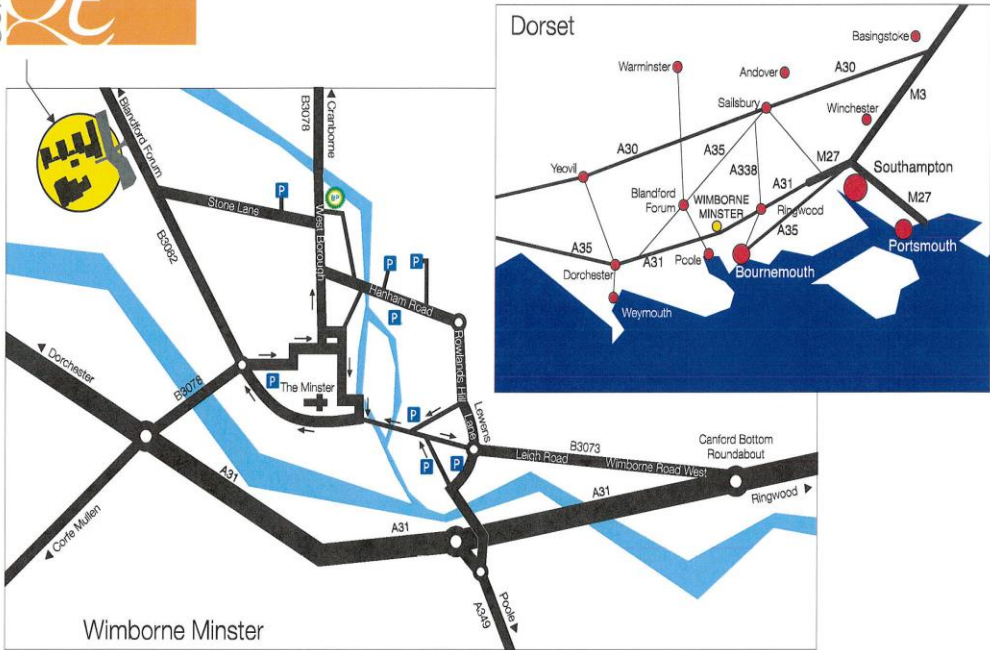 Dorset
Basingstoke
Warminster
Andover
A30
Sailsbury
M3
Winchester
A30
A35
A338
M27
Southampton
Yeovil
A31
M27
Blandford
Forum
WIMBORNE
MINSTER
Ringwood
A35
Portsmouth
A35
A31
Poole
Bournemouth
Dorchester
Weymouth
Blandford Forum
B3078
Cranborne
P
BP
Stone Lane
West Borough
B3082
P
P
Hanham Road
P
Rowlands Hill
Dorchester
B3078
P
The Minster
P
Lewens
Lane
B3073
Leigh Road
Wimborne Road West
Canford Bottom
Roundabout
P
P
A31
A31
A31
Ringwood
Corfe Mullen
Poole
A349
Wimborne Minster